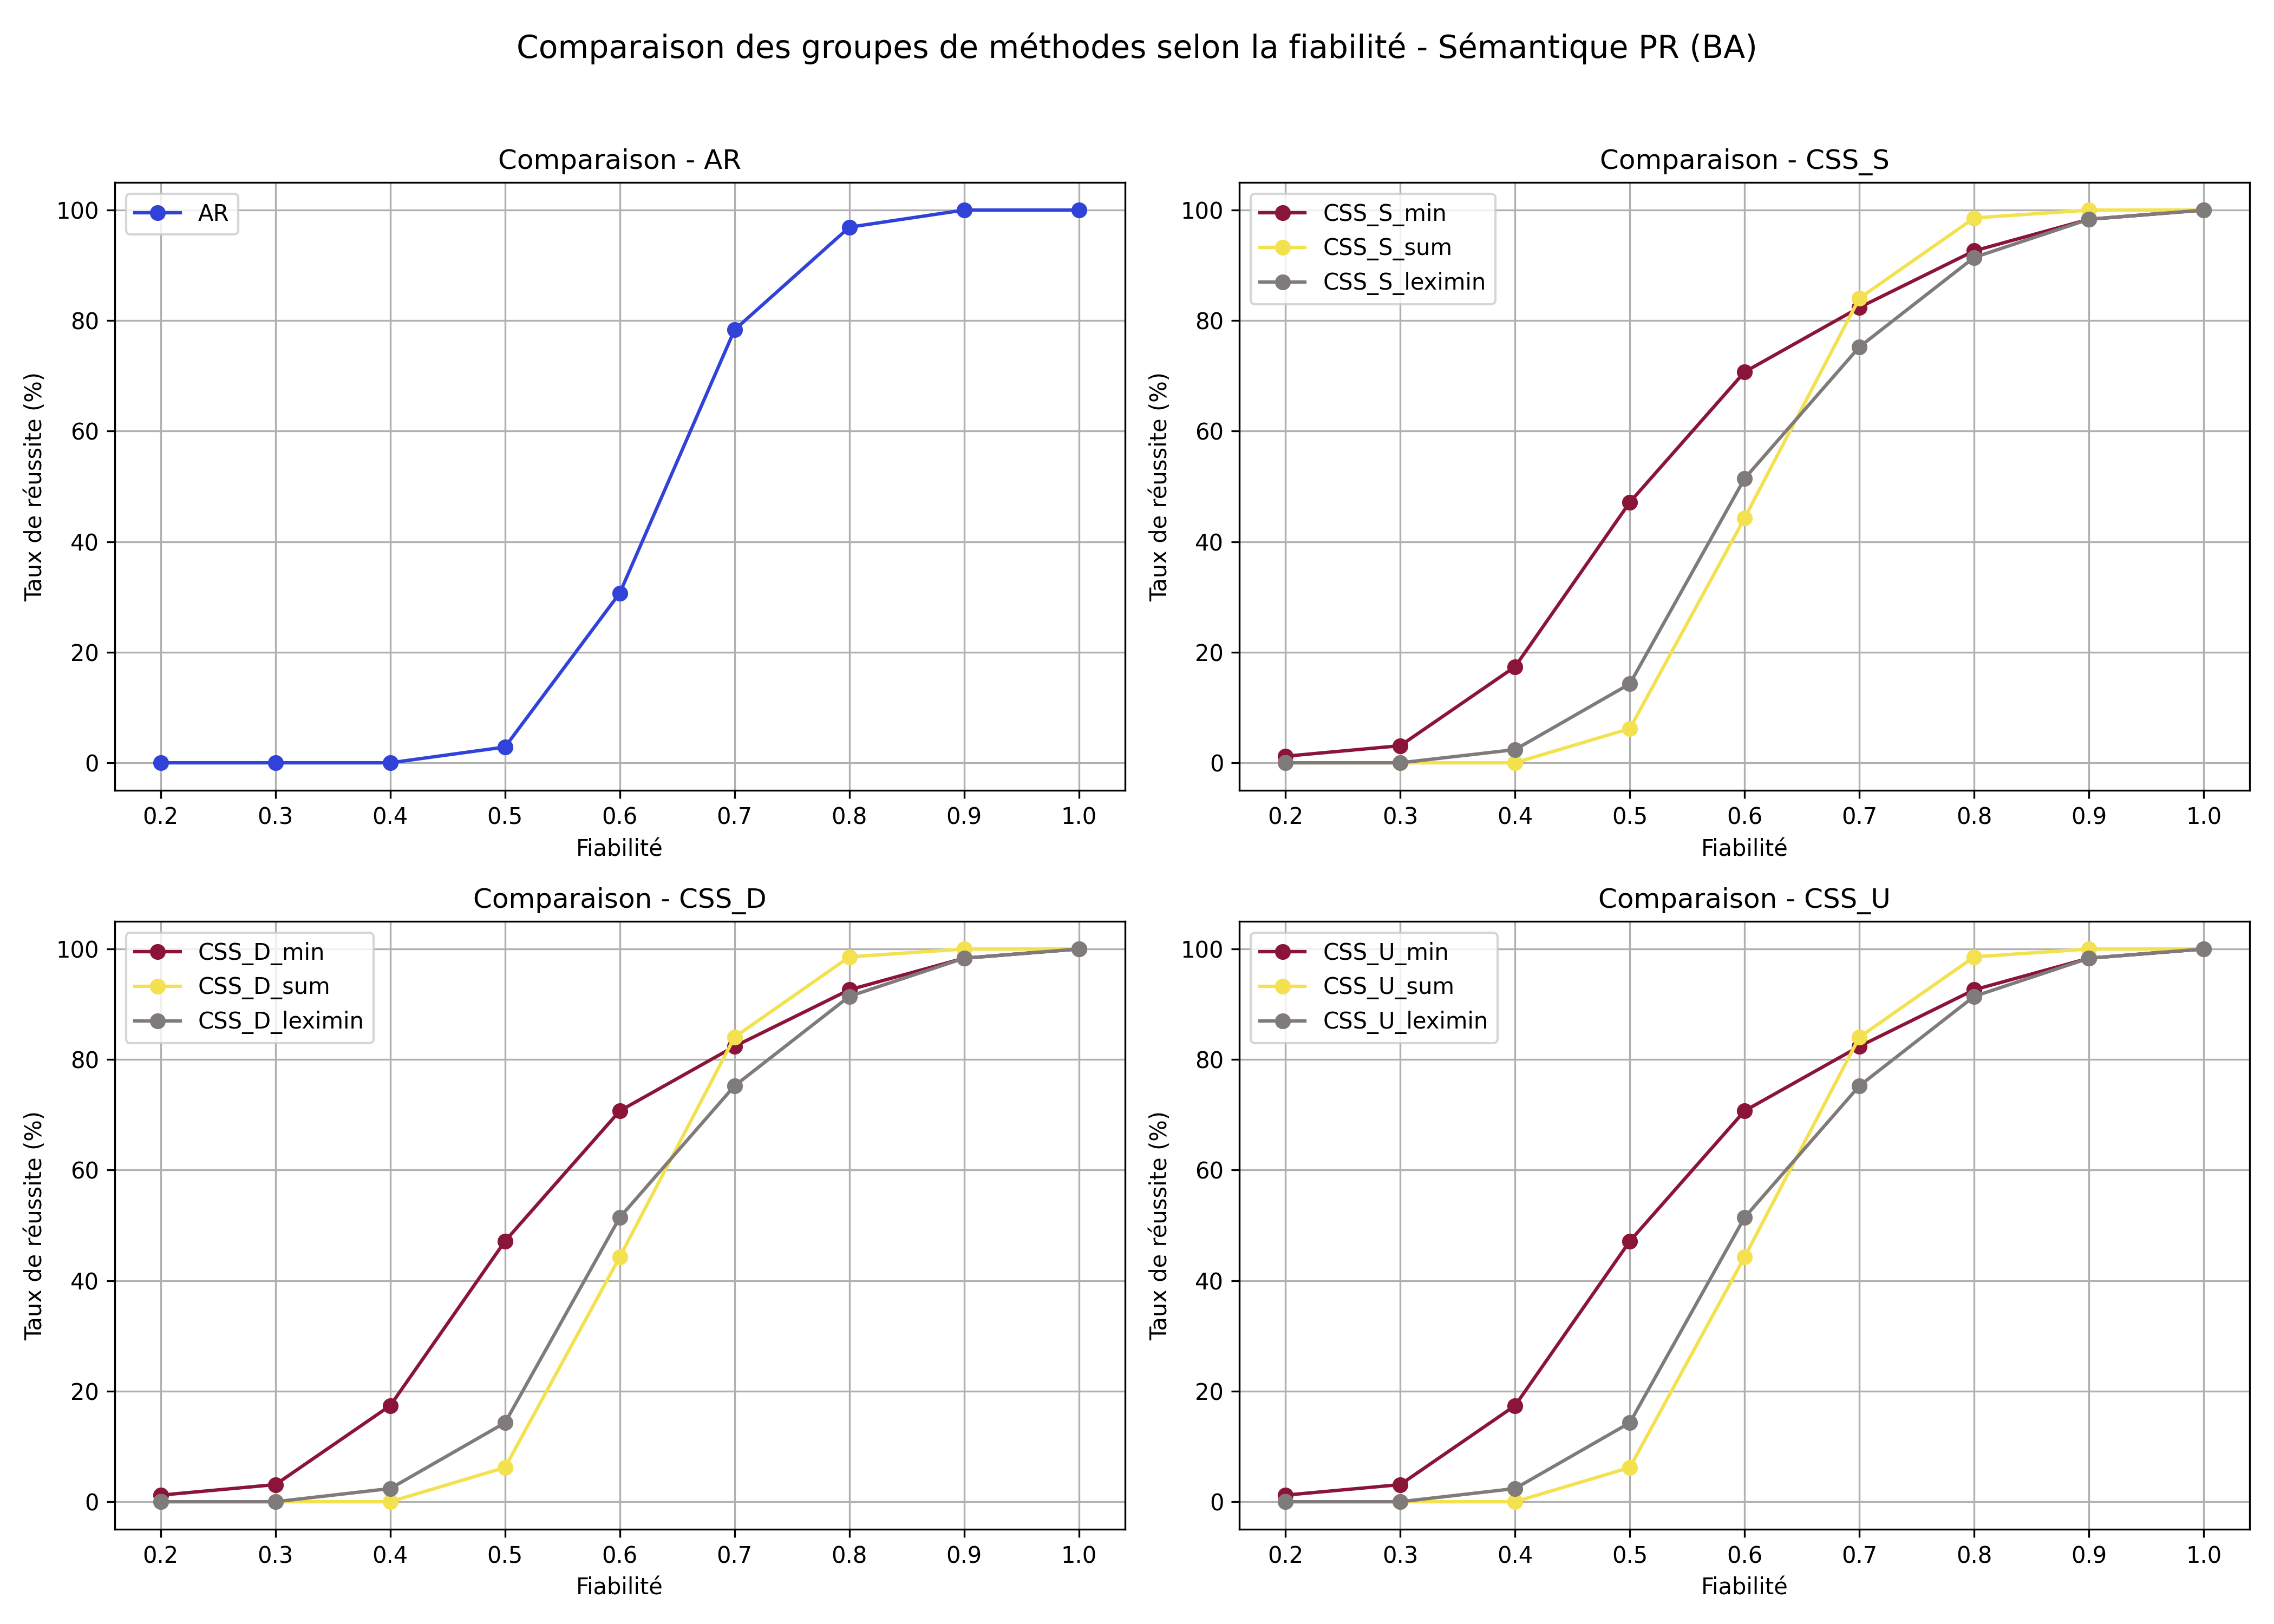 Comparaison des groupes de méthodes selon la fiabilité - Sémantique PR (BA)
Comparaison - AR
AR
Taux de réussite (%)
100
80
60
40
20
0
0.2 0.3 0.4 0.5 0.6 0.7 0.8 0.9 1.0
Fiabilité
Comparaison - CSS_S
CSS_S_min
CSS_S_sum
CSS_S_leximin
Taux de réussite (%)
100
80
60
40
20
0
0.2 0.3 0.4 0.5 0.6 0.7 0.8 0.9 1.0
Fiabilité
Comparaison - CSS_D
CSS_D_min
CSS_D_sum
CSS_D_leximin
Taux de réussite (%)
100
80
60
40
20
0
0.2 0.3 0.4 0.5 0.6 0.7 0.8 0.9 1.0
Fiabilité
Comparaison - CSS_U
CSS_U_min
CSS_U_sum
CSS_U_leximin
Taux de réussite (%)
100
80
60
40
20
0
0.2 0.3 0.4 0.5 0.6 0.7 0.8 0.9 1.0
Fiabilité